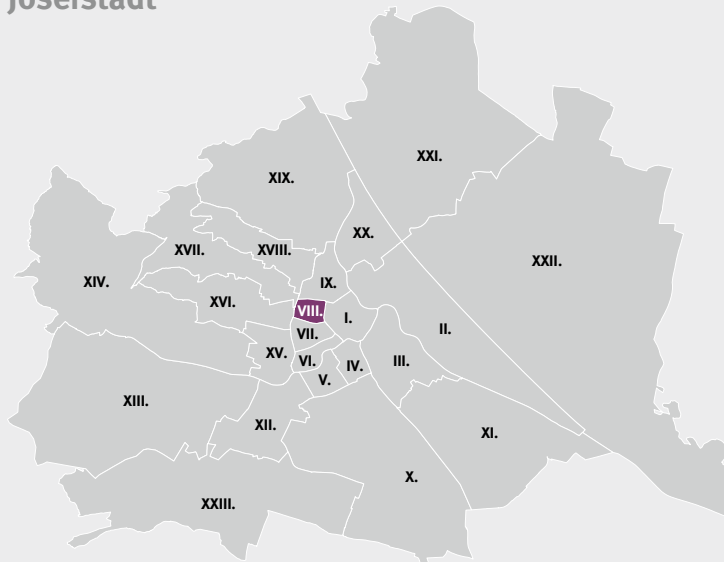 Josefstadt
XXI.
XIX.
XX.
XVII.
XVIII.
XXII.
XIV.
IX.
XVI.
VIII.
I.
II.
VII.
XV.
VI.
IV.
III.
V.
XIII.
XII.
XI.
X.
XXIII.